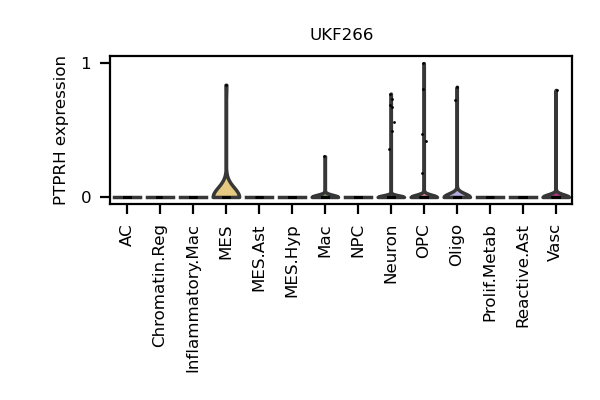 UKF266
PTPRH expression
1
0
AC
Chromatin.Reg
Inflammatory.Mac
MES
MES.Ast
MES.Hyp
Mac
NPC
Neuron
OPC
Oligo
Prolif.Metab
Reactive.Ast
Vasc